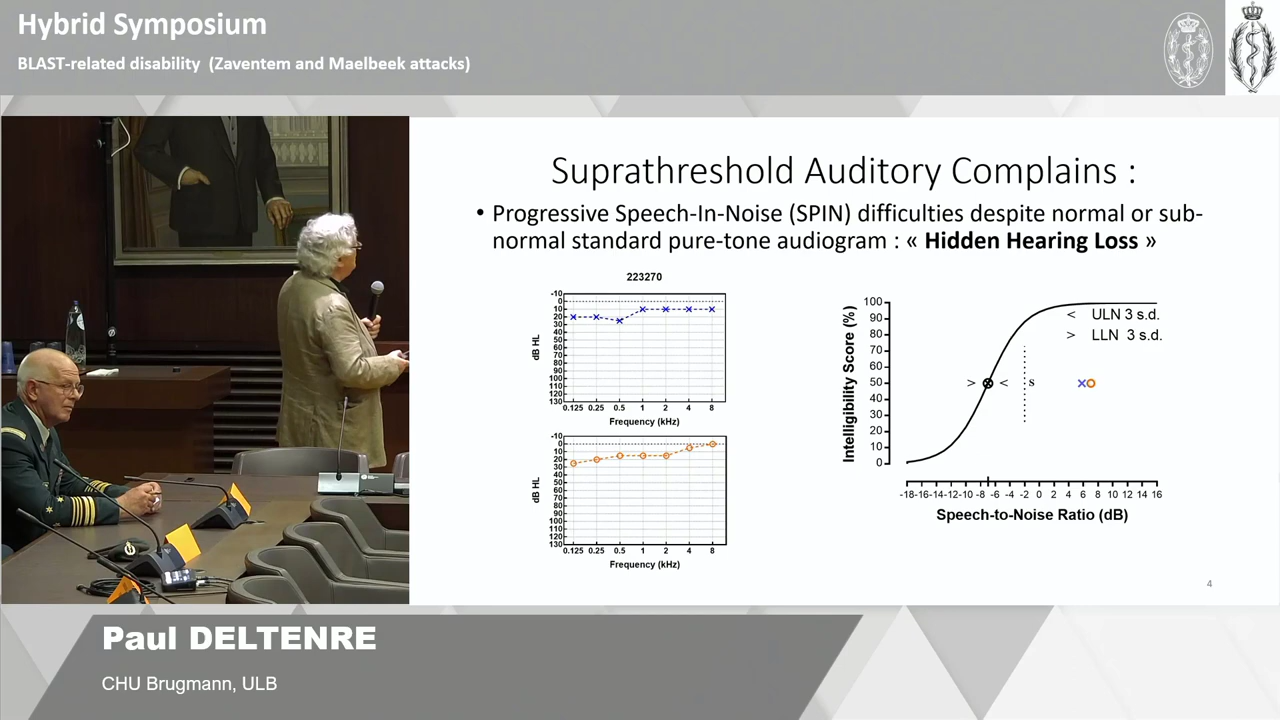 Hybrid Symposium
BLAST-related disability (Zaventem and Maelbeek attacks)
Suprathreshold Auditory Complains :
• Progressive Speech-In-Noise (SPIN) difficulties despite normal or sub-
normal standard pure-tone audiogram : « Hidden Hearing Loss »
223270
-10
0
10
20
30
40
50
60
70
80
90
100
110
120
130
dB HL
0.125 0.25 0.5 1 2 4 8
Frequency (kHz)
-10
0
10
20
30
40
50
60
70
80
90
100
110
120
130
dB HL
0.125 0.25 0.5 1 2 4 8
Frequency (kHz)
100
90
80
70
60
50
40
30
20
10
0
Intelligibility Score (%)
< ULN 3 s.d.
> LLN 3 s.d.
> < s
-18 -16 -14 -12 -10 -8 -6 -4 -2 0 2 4 6 8 10 12 14 16
Speech-to-Noise Ratio (dB)
4
Paul DELTENRE
CHU Brugmann, ULB